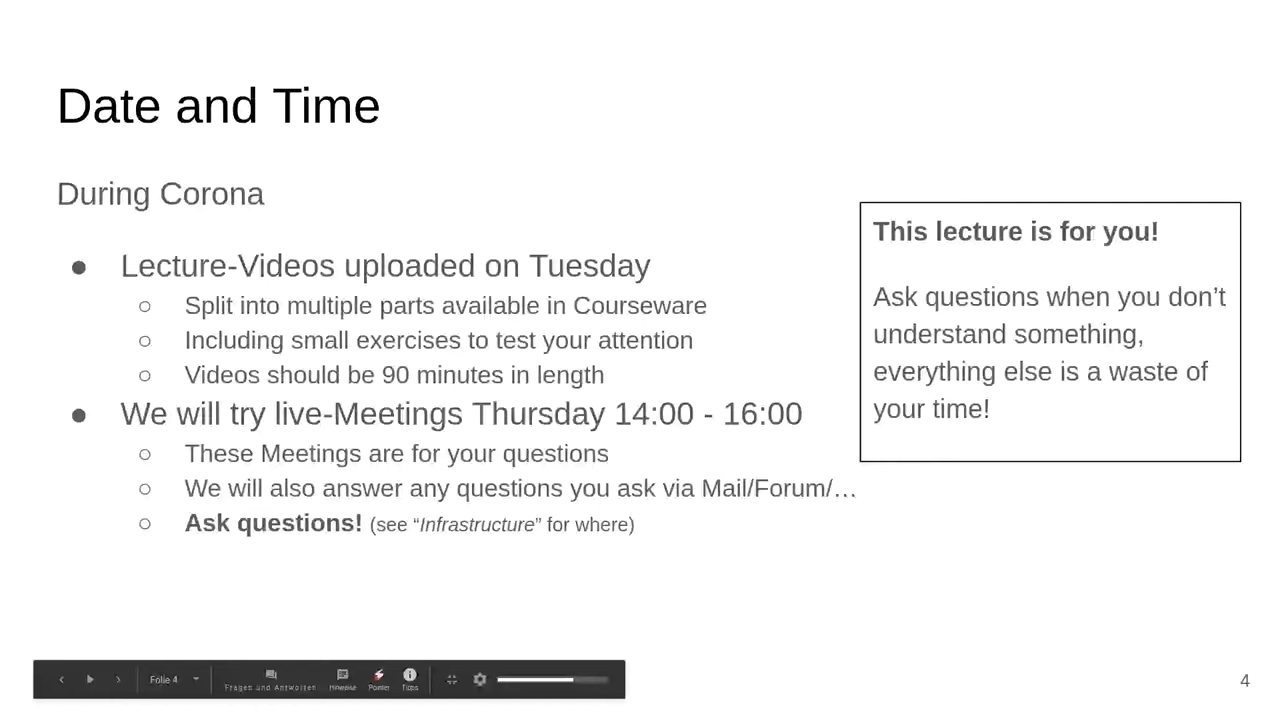 Date and Time
During Corona
● Lecture-Videos uploaded on Tuesday
○ Split into multiple parts available in Courseware
○ Including small exercises to test your attention
○ Videos should be 90 minutes in length
● We will try live-Meetings Thursday 14:00 - 16:00
○ These Meetings are for your questions
○ We will also answer any questions you ask via Mail/Forum/…
○ Ask questions! (see “Infrastructure” for where)
This lecture is for you!
Ask questions when you don’t
understand something,
everything else is a waste of
your time!
Folie 4
Fragen und Antworten Hinweise Pointer Tipps
4